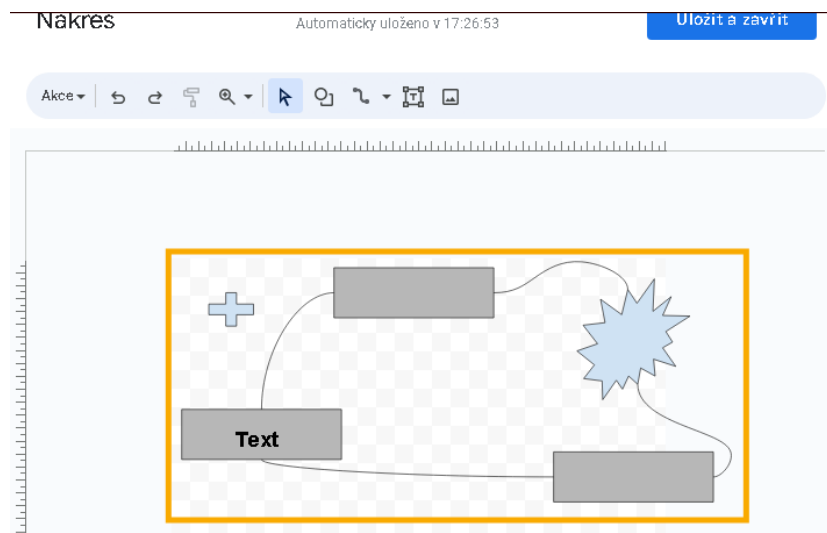 Nákres
Automaticky uloženo v 17:26:53
Uložit a zavřít
Akce
Text